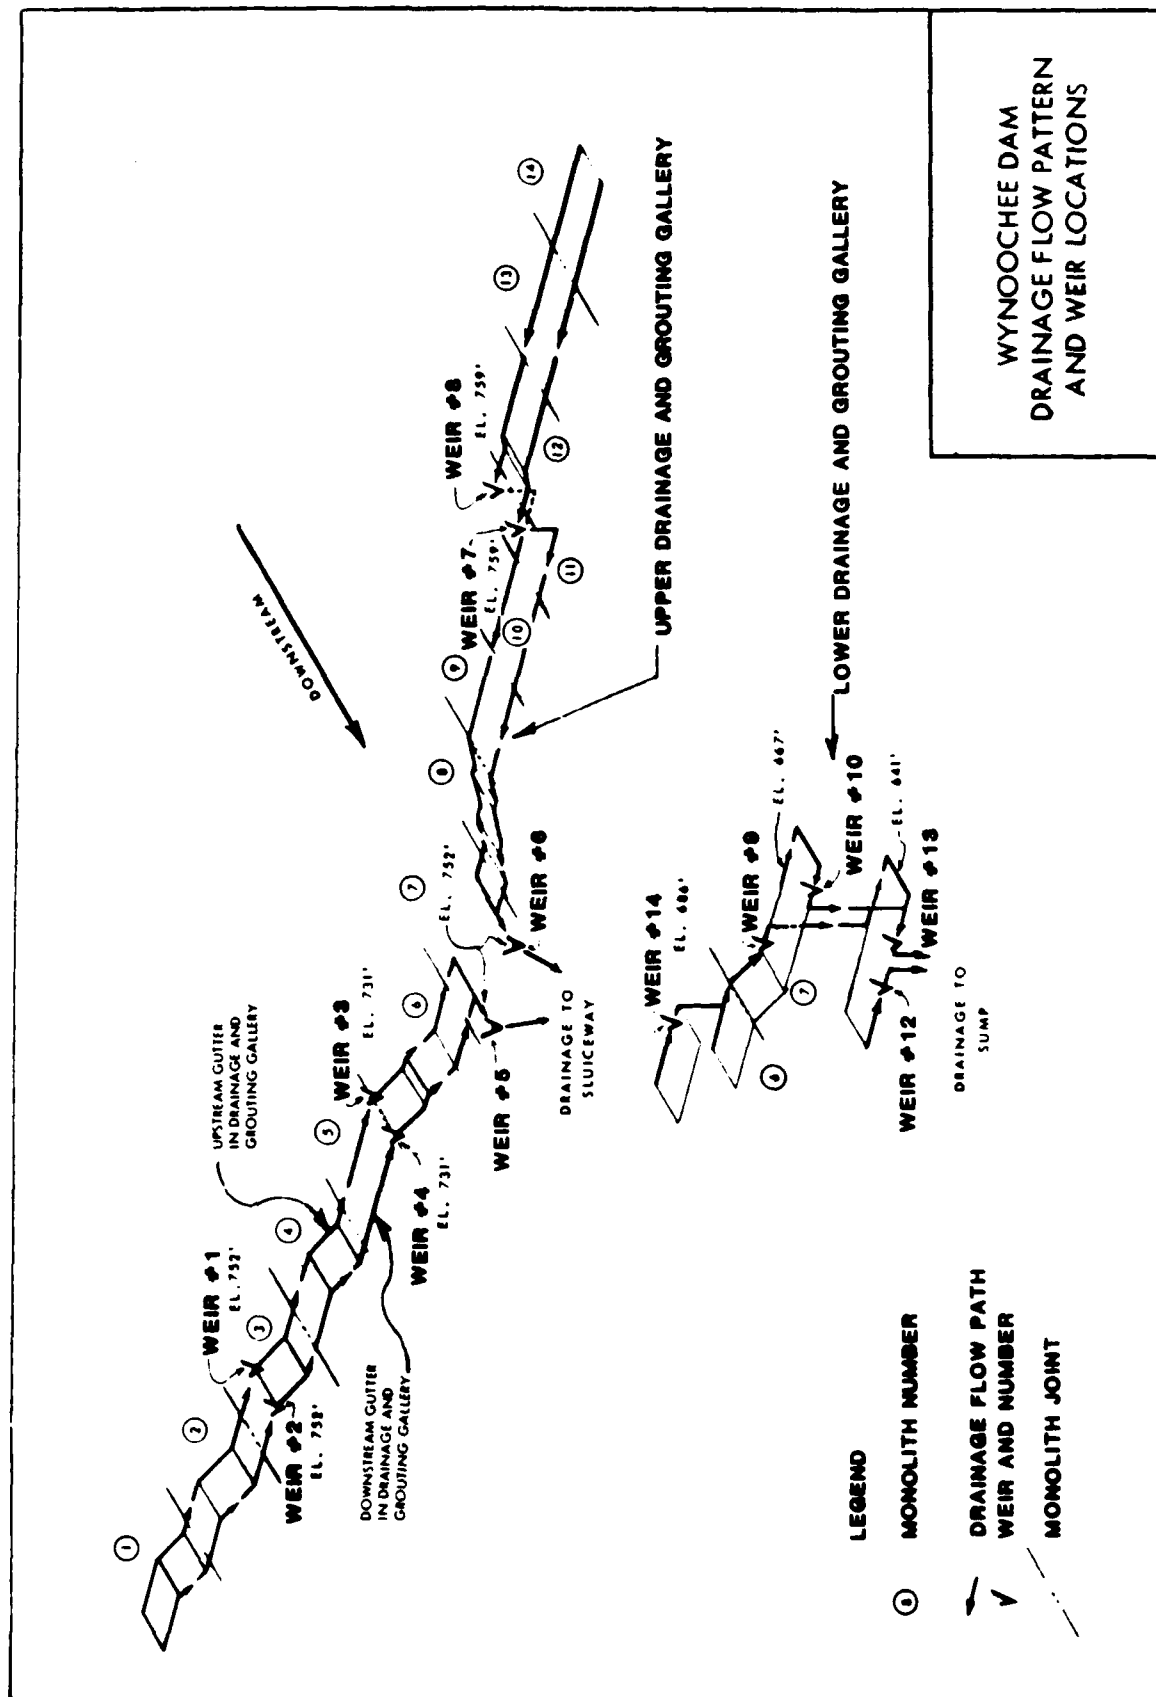 WYNOOCHEE DAM
DRAINAGE FLOW PATTERN
AND WEIR LOCATIONS
DOWNSTREAM
1
2
3
4
5
6
7
8
9
10
11
12
13
14
WEIR #1
EL. 752'
WEIR #2
EL. 752'
WEIR #3
EL. 731'
WEIR #4
EL. 731'
WEIR #5
EL. 752'
WEIR #6
WEIR #7
EL. 759'
WEIR #8
EL. 759'
UPSTREAM GUTTER
IN DRAINAGE AND
GROUTING GALLERY
DOWNSTREAM GUTTER
IN DRAINAGE AND
GROUTING GALLERY
DRAINAGE TO
SLUICEWAY
UPPER DRAINAGE AND GROUTING GALLERY
WEIR #14
EL. 686'
WEIR #9
EL. 667'
WEIR #10
6
7
EL. 641'
WEIR #12
WEIR #13
DRAINAGE TO
SUMP
LOWER DRAINAGE AND GROUTING GALLERY
LEGEND
8 MONOLITH NUMBER
DRAINAGE FLOW PATH
WEIR AND NUMBER
MONOLITH JOINT